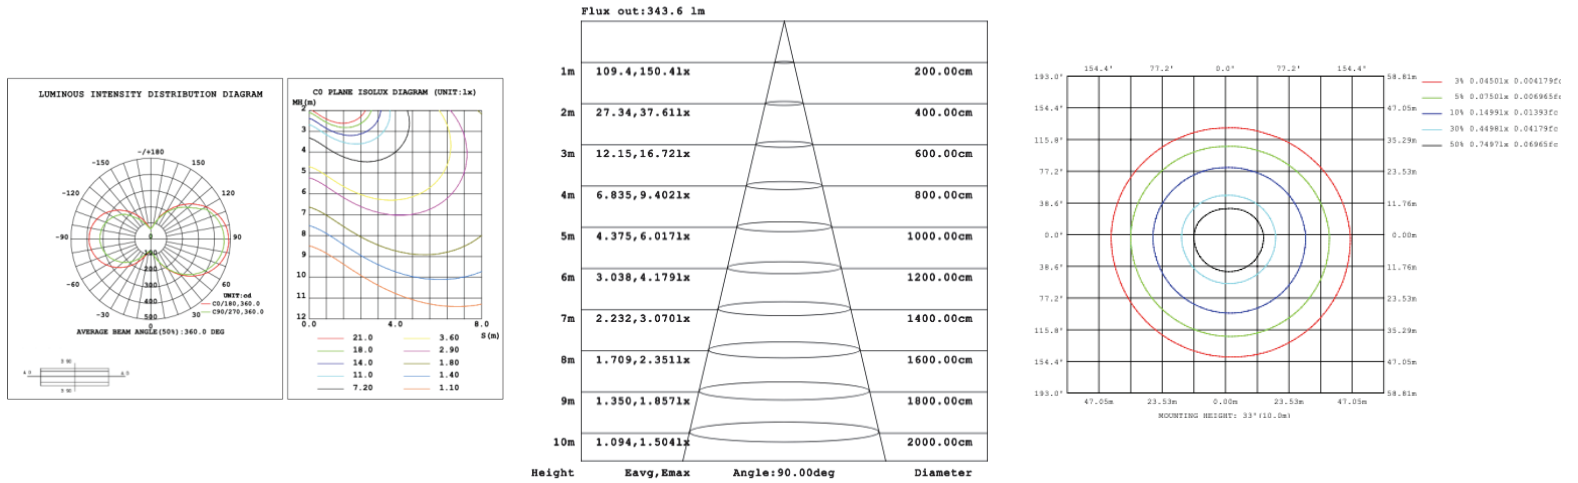 LUMINOUS INTENSITY DISTRIBUTION DIAGRAM
-/+180
-150
150
-120
120
-90
0
90
-60
60
-30
30
0
100
200
300
400
500
UNIT:cd
C0/180,360.0
C90/270,360.0
AVERAGE BEAM ANGLE(50%):360.0 DEG
C0 PLANE ISOLUX DIAGRAM (UNIT:lx)
MH(m)
2
3
4
5
6
7
8
9
10
11
12
0.0 4.0 8.0
S(m)
21.0 3.60
18.0 2.90
14.0 1.80
11.0 1.40
7.20 1.10
Flux out:343.6 lm
1m 109.4,150.4lx 200.00cm
2m 27.34,37.61lx 400.00cm
3m 12.15,16.72lx 600.00cm
4m 6.835,9.402lx 800.00cm
5m 4.375,6.017lx 1000.00cm
6m 3.038,4.179lx 1200.00cm
7m 2.232,3.070lx 1400.00cm
8m 1.709,2.351lx 1600.00cm
9m 1.350,1.857lx 1800.00cm
10m 1.094,1.504lx 2000.00cm
Height Eavg,Emax Angle:90.00deg Diameter
154.4' 77.2' 0.0' 77.2' 154.4'
193.0' 58.81m
154.4' 47.05m
115.8' 35.29m
77.2' 23.53m
38.6' 11.76m
0.0' 0.00m
38.6' 11.76m
77.2' 23.53m
115.8' 35.29m
154.4' 47.05m
193.0' 58.81m
47.05m 23.53m 0.00m 23.53m 47.05m
MOUNTING HEIGHT: 33'(10.0m)
3% 0.0450lx 0.004179fc
5% 0.0750lx 0.006965fc
10% 0.1499lx 0.01393fc
30% 0.4498lx 0.04179fc
50% 0.7497lx 0.06965fc